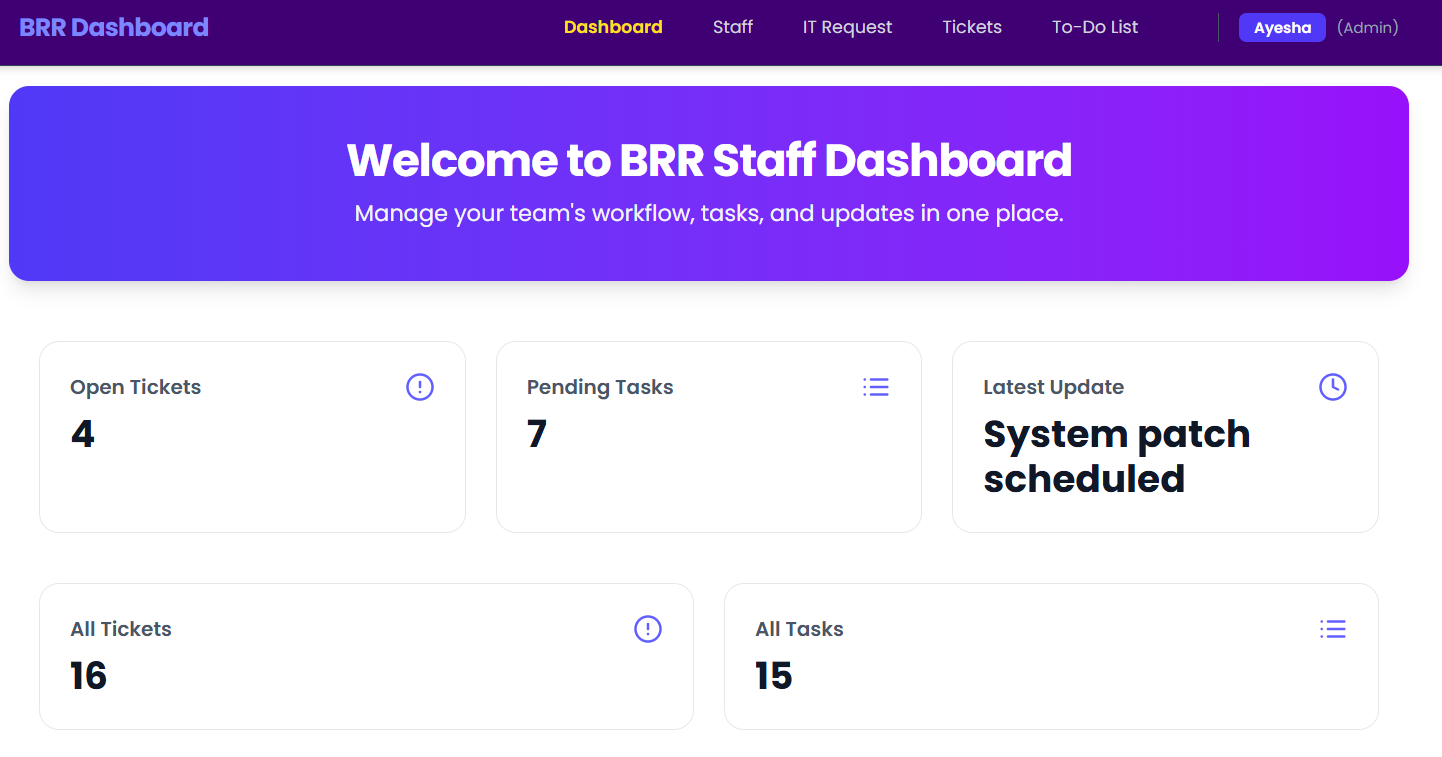 BRR Dashboard
Dashboard
Staff
IT Request
Tickets
To-Do List
Ayesha
(Admin)
Welcome to BRR Staff Dashboard
Manage your team's workflow, tasks, and updates in one place.
Open Tickets
4
Pending Tasks
7
Latest Update
System patch
scheduled
All Tickets
16
All Tasks
15